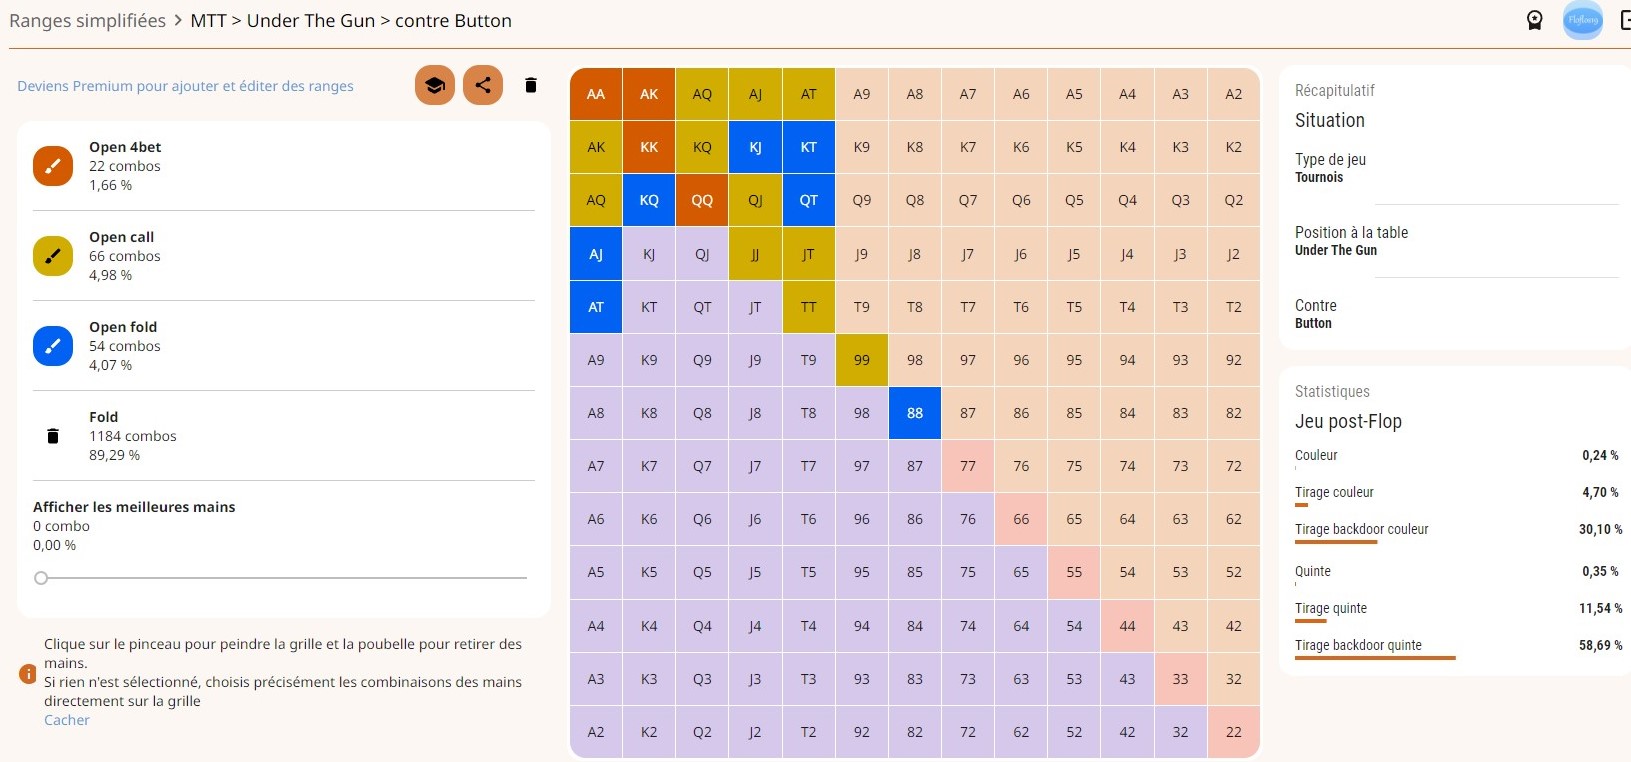 Ranges simplifiées > MTT > Under The Gun > contre Button
Floflang
Deviens Premium pour ajouter et éditer des ranges
Open 4bet
22 combos
1,66 %
Open call
66 combos
4,98 %
Open fold
54 combos
4,07 %
Fold
1184 combos
89,29 %
Afficher les meilleures mains
0 combo
0,00 %
Clique sur le pinceau pour peindre la grille et la poubelle pour retirer des
mains.
Si rien n'est sélectionné, choisis précisément les combinaisons des mains
directement sur la grille
Cacher
AA AK AQ AJ AT A9 A8 A7 A6 A5 A4 A3 A2
AK KK KQ KJ KT K9 K8 K7 K6 K5 K4 K3 K2
AQ KQ QQ QJ QT Q9 Q8 Q7 Q6 Q5 Q4 Q3 Q2
AJ KJ QJ JJ JT J9 J8 J7 J6 J5 J4 J3 J2
AT KT QT JT TT T9 T8 T7 T6 T5 T4 T3 T2
A9 K9 Q9 J9 T9 99 98 97 96 95 94 93 92
A8 K8 Q8 J8 T8 98 88 87 86 85 84 83 82
A7 K7 Q7 J7 T7 97 87 77 76 75 74 73 72
A6 K6 Q6 J6 T6 96 86 76 66 65 64 63 62
A5 K5 Q5 J5 T5 95 85 75 65 55 54 53 52
A4 K4 Q4 J4 T4 94 84 74 64 54 44 43 42
A3 K3 Q3 J3 T3 93 83 73 63 53 43 33 32
A2 K2 Q2 J2 T2 92 82 72 62 52 42 32 22
Récapitulatif
Situation
Type de jeu
Tournois
Position à la table
Under The Gun
Contre
Button
Statistiques
Jeu post-Flop
Couleur 0,24 %
Tirage couleur 4,70 %
Tirage backdoor couleur 30,10 %
Quinte 0,35 %
Tirage quinte 11,54 %
Tirage backdoor quinte 58,69 %